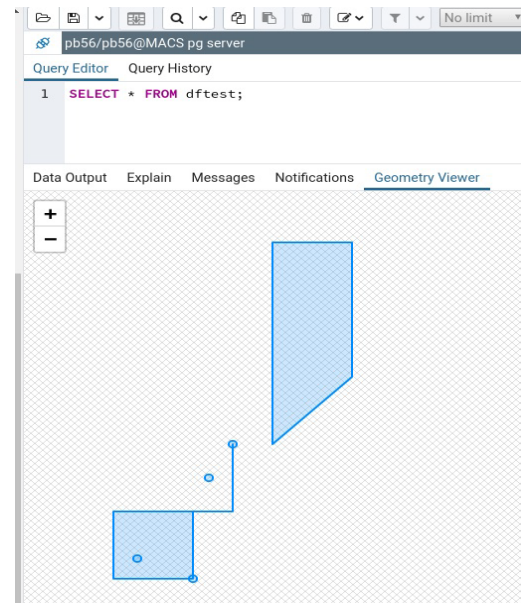 No limit
pb56/pb56@MACS pg server
Query Editor Query History
1 SELECT * FROM dftest;
Data Output Explain Messages Notifications Geometry Viewer
+
−